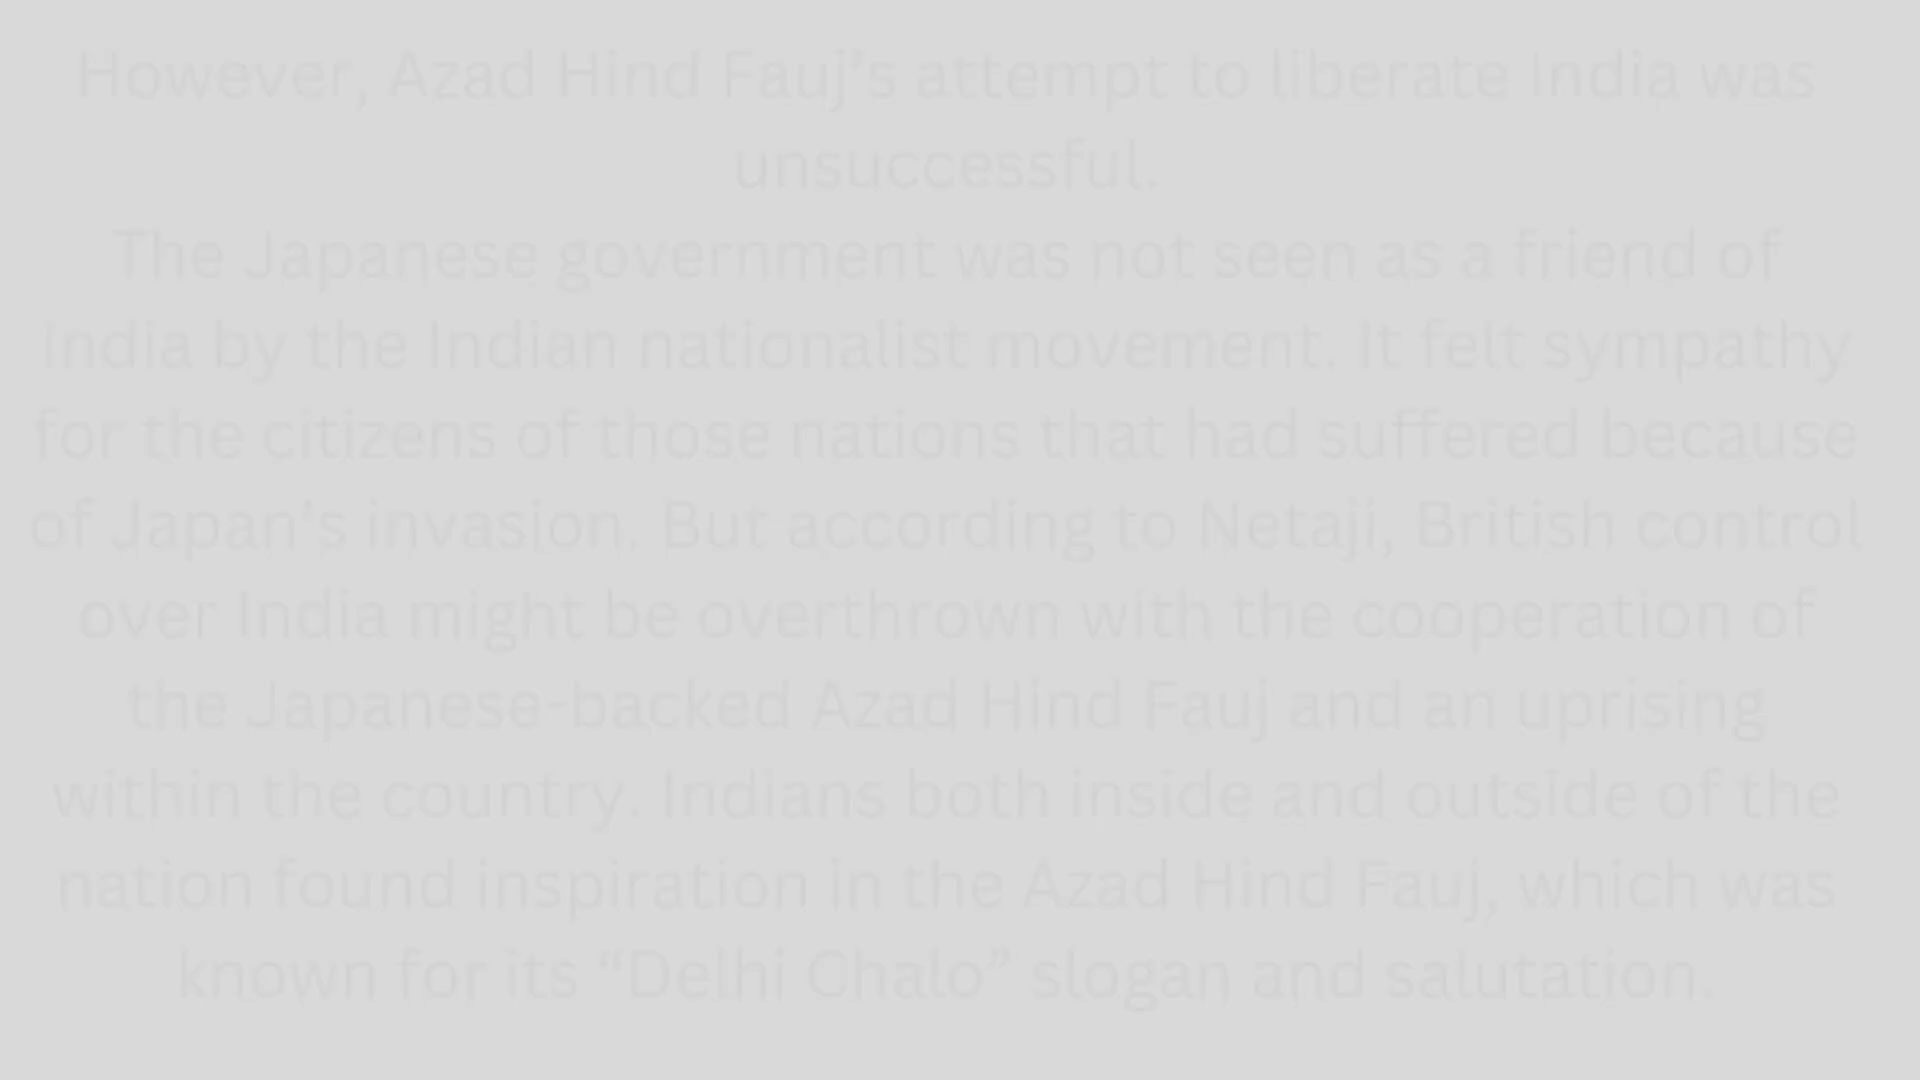 However, Azad Hind Fauj’s attempt to liberate India was
unsuccessful.
The Japanese government was not seen as a friend of
India by the Indian nationalist movement. It felt sympathy
for the citizens of those nations that had suffered because
of Japan's invasion. But according to Netaji, British control
over India might be overthrown with the cooperation of
the Japanese-backed Azad Hind Fauj and an uprising
within the country. Indians both inside and outside of the
nation found inspiration in the Azad Hind Fauj, which was
known for its “Delhi Chalo” slogan and salutation.